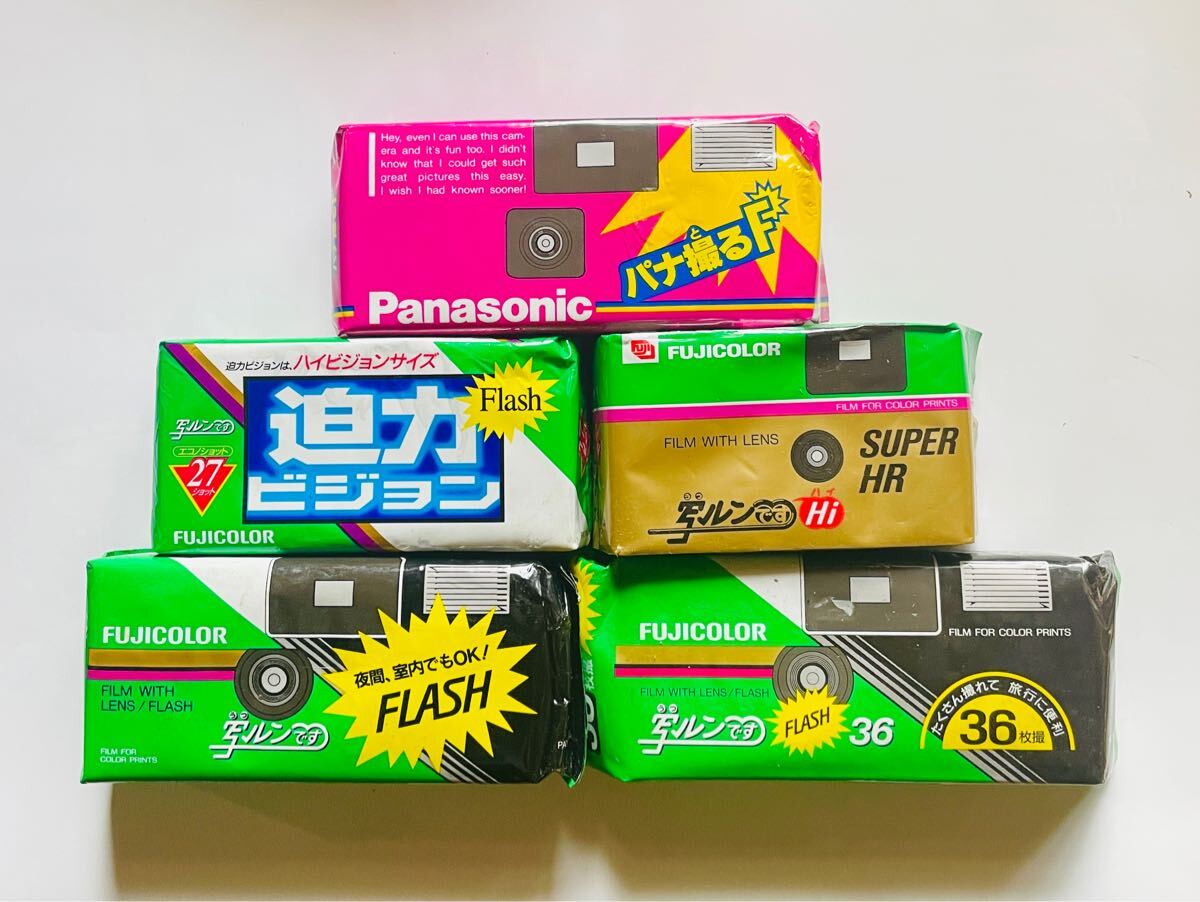 Hey, even I can use this cam-
era and it's fun too. I didn't
know that I could get such
great pictures this easy.
I wish I had known sooner!
と
パナ撮るF
Panasonic
迫力ビジョンは、ハイビジョンサイズ
迫力
ビジョン
Flash
写ルンです
エコノショット
27
ショット
FUJICOLOR
FUJICOLOR
FILM FOR COLOR PRINTS
FILM WITH LENS
SUPER
HR
写ルンです
ハイ
Hi
FUJICOLOR
FILM WITH
LENS/FLASH
夜間、室内でもOK!
FLASH
写ルンです
FILM FOR
COLOR PRINTS
PA
FUJICOLOR
FILM FOR COLOR PRINTS
FILM WITH LENS/FLASH
写ルンです
FLASH
36
たくさん撮れて 旅行に便利
36枚撮
枚撮